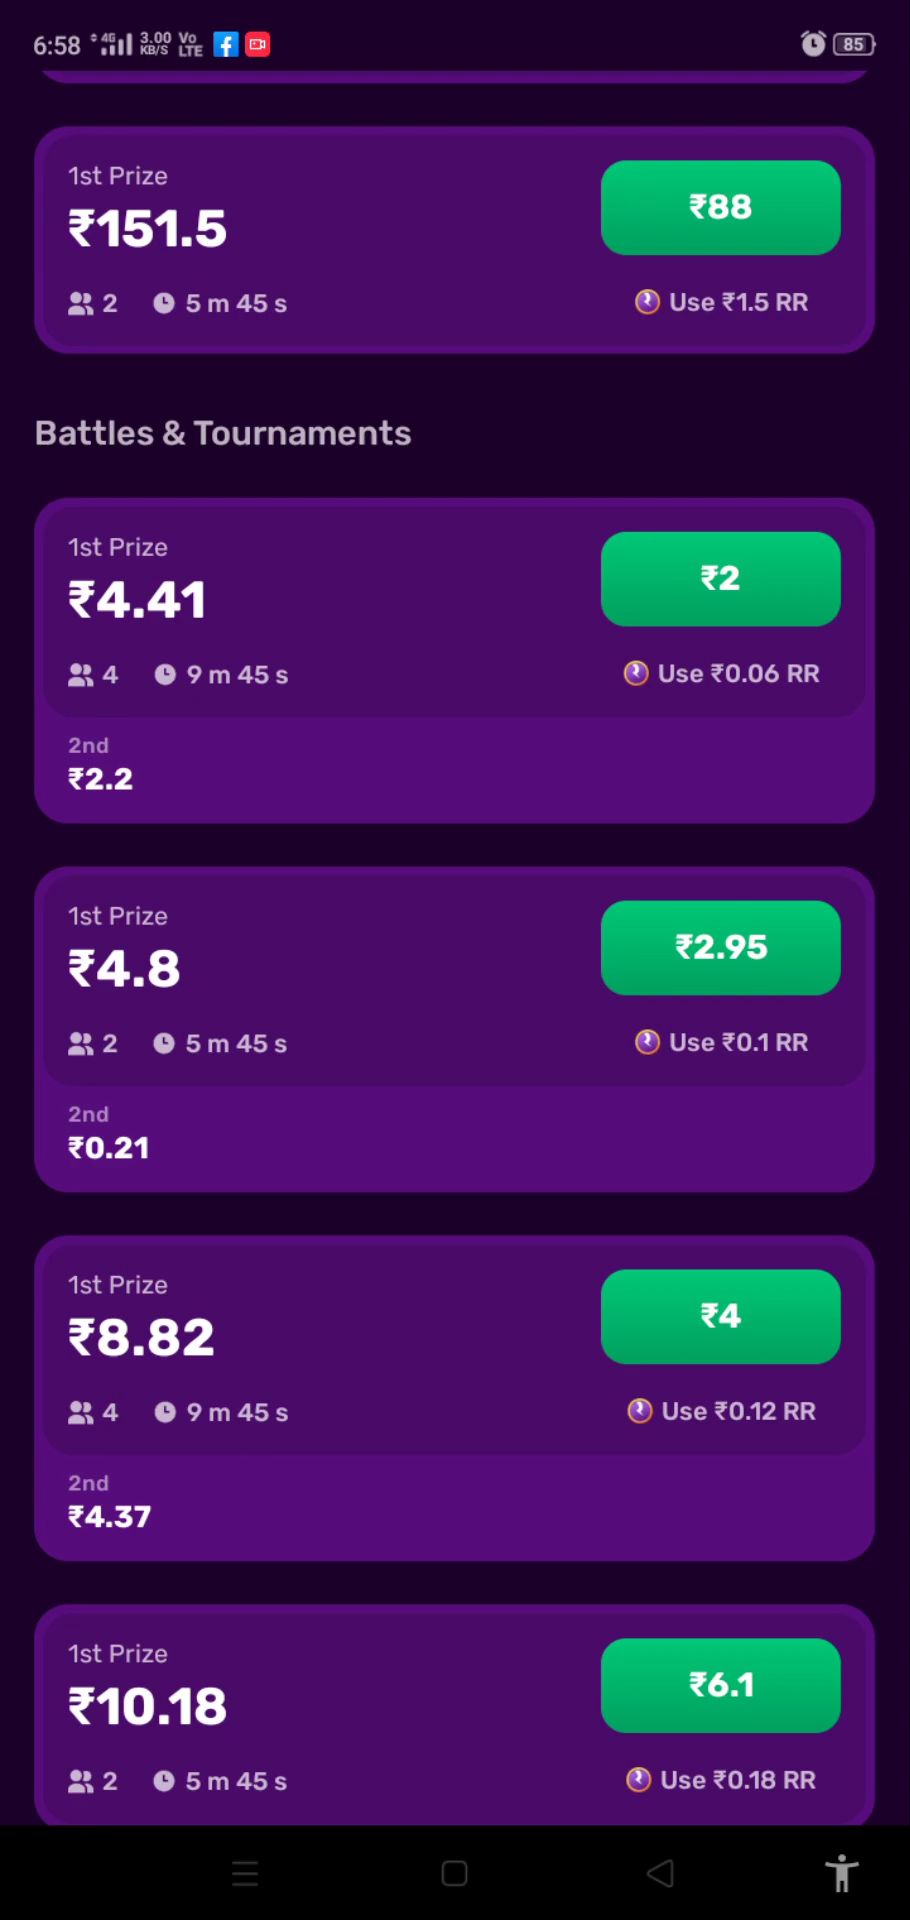 6:58 4G 3.00 KB/S Vo LTE 85
1st Prize
₹151.5
₹88
2 5 m 45 s
Use ₹1.5 RR
Battles & Tournaments
1st Prize
₹4.41
₹2
4 9 m 45 s
Use ₹0.06 RR
2nd
₹2.2
1st Prize
₹4.8
₹2.95
2 5 m 45 s
Use ₹0.1 RR
2nd
₹0.21
1st Prize
₹8.82
₹4
4 9 m 45 s
Use ₹0.12 RR
2nd
₹4.37
1st Prize
₹10.18
₹6.1
2 5 m 45 s
Use ₹0.18 RR